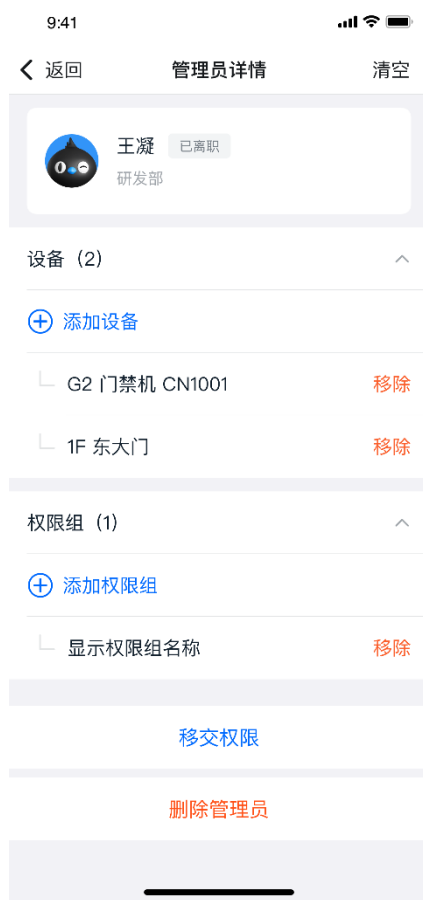 9:41
返回 管理员详情 清空
王凝 已离职
研发部
设备（2）
添加设备
G2 门禁机 CN1001 移除
1F 东大门 移除
权限组（1）
添加权限组
显示权限组名称 移除
移交权限
删除管理员